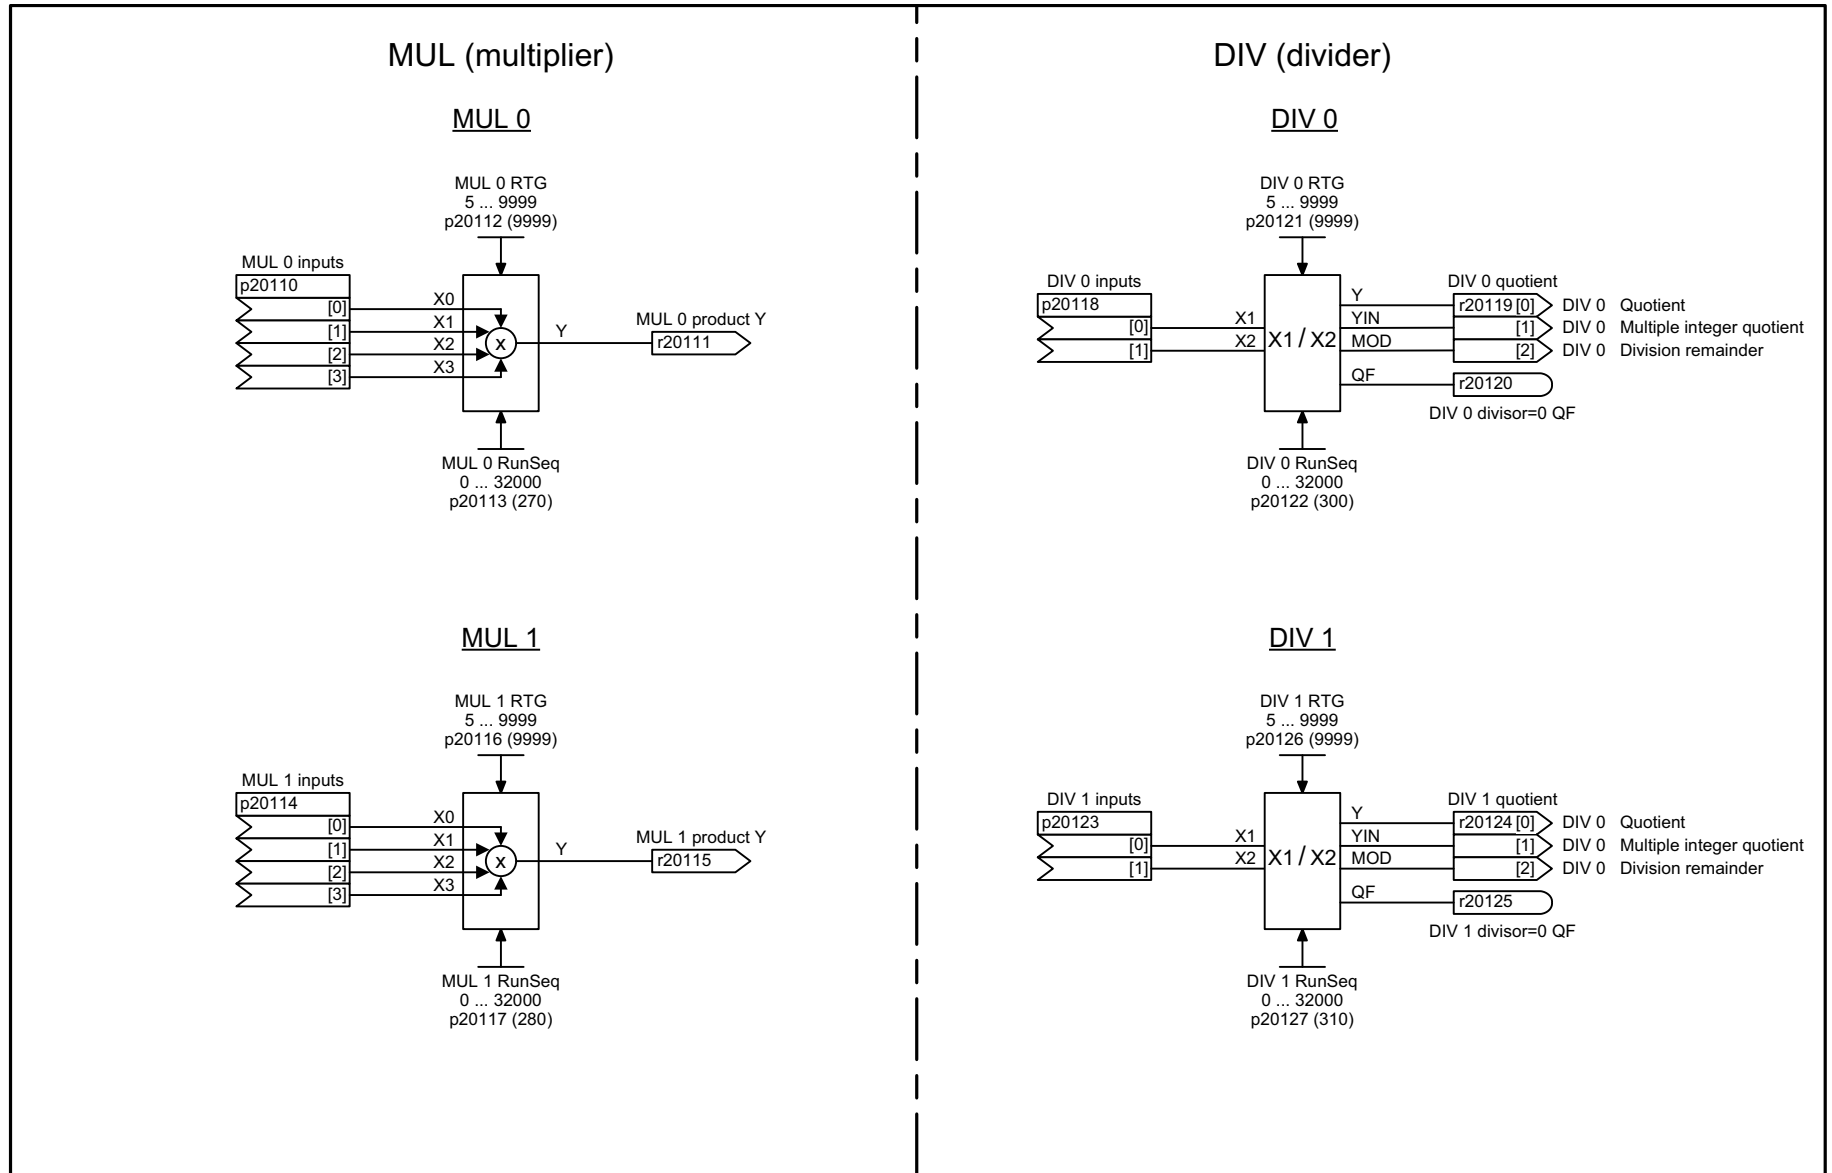 MUL (multiplier)
MUL 0
MUL 0 RTG
5 ... 9999
p20112 (9999)
MUL 0 inputs
p20110
[0]
[1]
[2]
[3]
X0
X1
X2
X3
x
Y
MUL 0 product Y
r20111
MUL 0 RunSeq
0 ... 32000
p20113 (270)
MUL 1
MUL 1 RTG
5 ... 9999
p20116 (9999)
MUL 1 inputs
p20114
[0]
[1]
[2]
[3]
X0
X1
X2
X3
x
Y
MUL 1 product Y
r20115
MUL 1 RunSeq
0 ... 32000
p20117 (280)
DIV (divider)
DIV 0
DIV 0 RTG
5 ... 9999
p20121 (9999)
DIV 0 inputs
p20118
[0]
[1]
X1
X2
X1 / X2
Y
YIN
MOD
QF
DIV 0 quotient
r20119 [0] DIV 0 Quotient
[1] DIV 0 Multiple integer quotient
[2] DIV 0 Division remainder
r20120
DIV 0 divisor=0 QF
DIV 0 RunSeq
0 ... 32000
p20122 (300)
DIV 1
DIV 1 RTG
5 ... 9999
p20126 (9999)
DIV 1 inputs
p20123
[0]
[1]
X1
X2
X1 / X2
Y
YIN
MOD
QF
DIV 1 quotient
r20124 [0] DIV 0 Quotient
[1] DIV 0 Multiple integer quotient
[2] DIV 0 Division remainder
r20125
DIV 1 divisor=0 QF
DIV 1 RunSeq
0 ... 32000
p20127 (310)